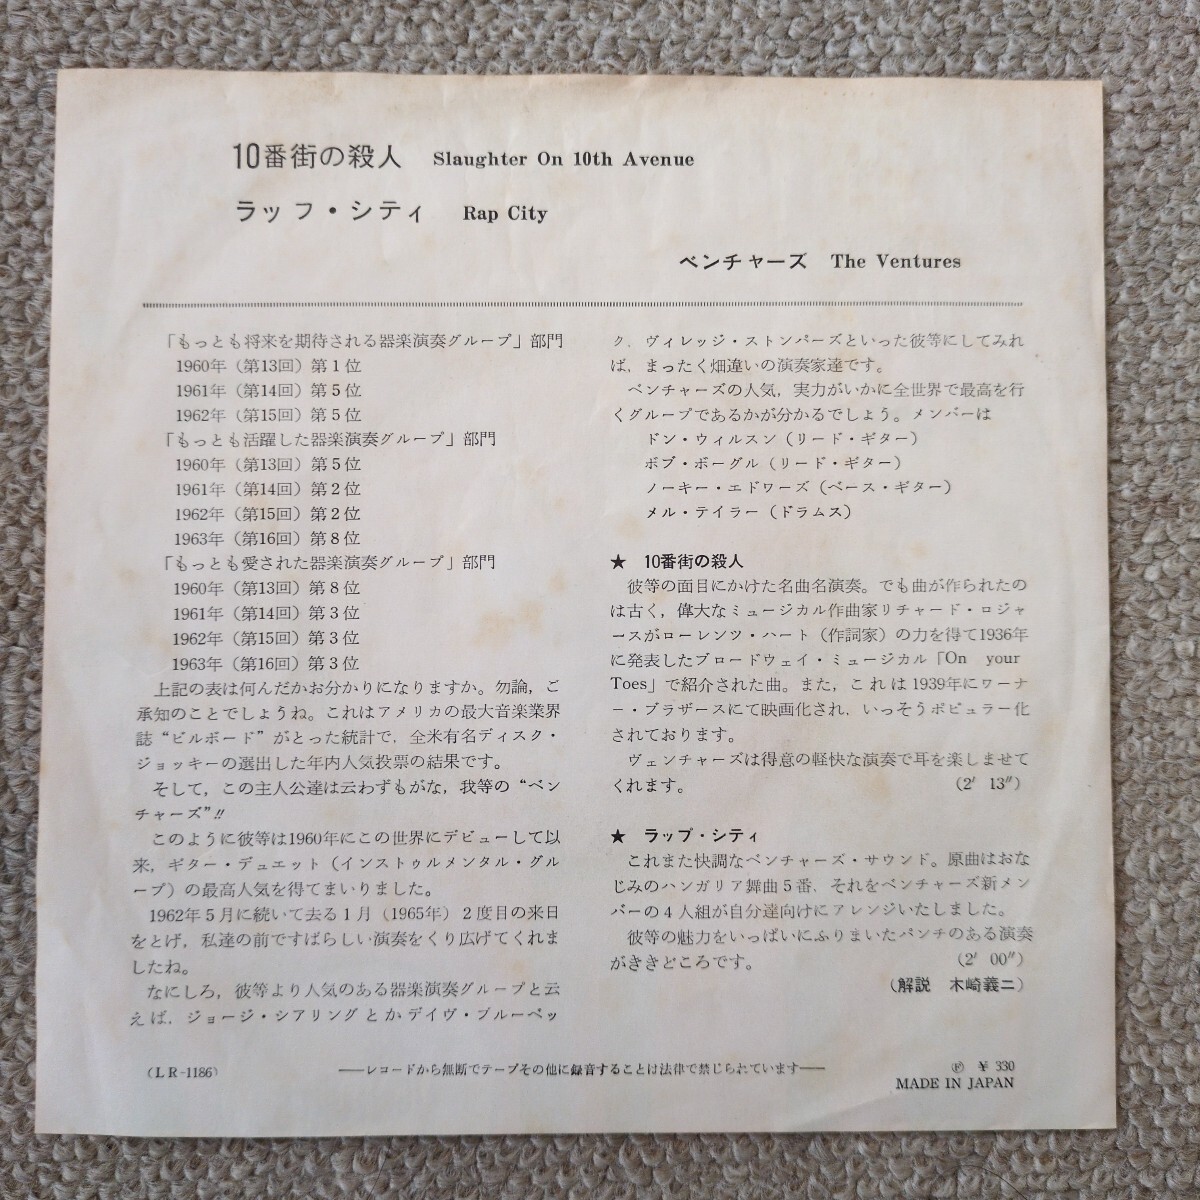 10番街の殺人 Slaughter On 10th Avenue
ラッフ・シティ Rap City
ベンチャーズ The Ventures
「もっとも将来を期待される器楽演奏グループ」部門
1960年（第13回）第1位
1961年（第14回）第5位
1962年（第15回）第5位
「もっとも活躍した器楽演奏グループ」部門
1960年（第13回）第5位
1961年（第14回）第2位
1962年（第15回）第2位
1963年（第16回）第8位
「もっとも愛された器楽演奏グループ」部門
1960年（第13回）第8位
1961年（第14回）第3位
1962年（第15回）第3位
1963年（第16回）第3位
上記の表は何んだかお分かりになりますか。勿論，ご
承知のことでしょうね。これはアメリカの最大音楽業界
誌“ビルボード”がとった統計で，全米有名ディスク・
ジョッキーの選出した年内人気投票の結果です。
そして，この主人公達は云わずもがな，我等の“ベン
チャーズ”!!
このように彼等は1960年にこの世界にデビューして以
来，ギター・デュエット（インストゥルメンタル・グル
ープ）の最高人気を得てまいりました。
1962年5月に続いて去る1月（1965年）2度目の来日
をとげ，私達の前ですばらしい演奏をくり広げてくれま
したね。
なにしろ，彼等より人気のある器楽演奏グループと云
えば，ジョージ・シアリングとかデイヴ・ブルーベッ
ク，ヴィレッジ・ストンパーズといった彼等にしてみれ
ば，まったく畑違いの演奏家達です。
ベンチャーズの人気，実力がいかに全世界で最高を行
くグループであるかが分かるでしょう。メンバーは
ドン・ウィルスン（リード・ギター）
ボブ・ボーグル（リード・ギター）
ノーキー・エドワーズ（ベース・ギター）
メル・テイラー（ドラムス）
★ 10番街の殺人
彼等の面目にかけた名曲名演奏。でも曲が作られたの
は古く，偉大なミュージカル作曲家リチャード・ロジャ
ースがローレンツ・ハート（作詞家）の力を得て1936年
に発表したブロードウェイ・ミュージカル「On your
Toes」で紹介された曲。また，これは1939年にワーナ
ー・ブラザースにて映画化され，いっそうポピュラー化
されております。
ヴェンチャーズは得意の軽快な演奏で耳を楽しませて
くれます。 （2′ 13″）
★ ラップ・シティ
これまた快調なベンチャーズ・サウンド。原曲はおな
じみのハンガリア舞曲5番，それをベンチャーズ新メン
バーの4人組が自分達向けにアレンジいたしました。
彼等の魅力をいっぱいにふりまいたパンチのある演奏
がききどころです。 （2′ 00″）
（解説 木崎義二）
(LR-1186)
――レコードから無断でテープその他に録音することは法律で禁じられています――
Ⓟ ¥ 330
MADE IN JAPAN